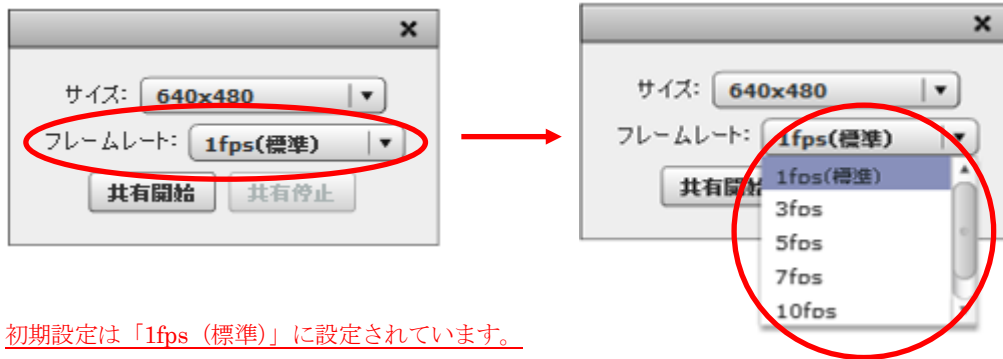 サイズ: 640x480
フレームレート: 1fps(標準)
共有開始 共有停止
サイズ: 640x480
フレームレート: 1fps(標準)
共有開
1fps(標準)
3fps
5fps
7fps
10fps
初期設定は「1fps（標準）」に設定されています。